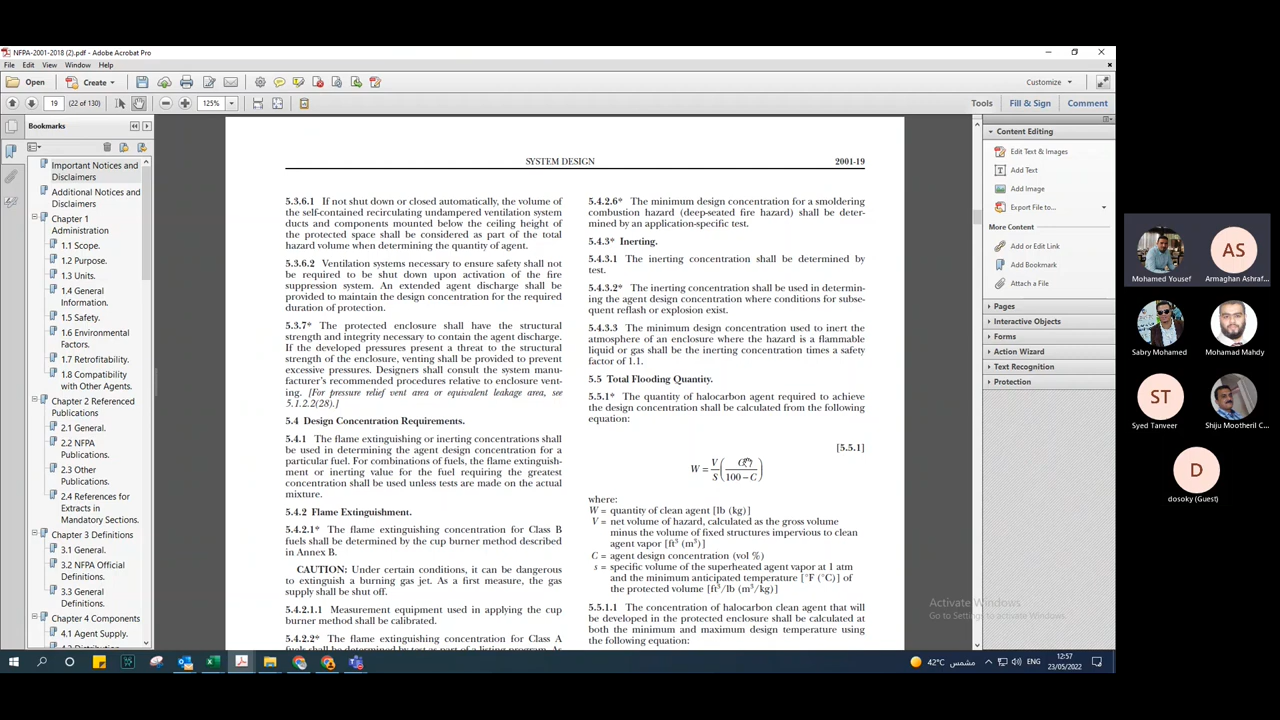 NFPA-2001-2018 (2).pdf - Adobe Acrobat Pro
File Edit View Window Help
Open Create Customize
19 (22 of 130) 125% Tools Fill & Sign Comment
Bookmarks
Important Notices and
Disclaimers
Additional Notices and
Disclaimers
Chapter 1
Administration
1.1 Scope.
1.2 Purpose.
1.3 Units.
1.4 General
Information.
1.5 Safety.
1.6 Environmental
Factors.
1.7 Retrofitability.
1.8 Compatibility
with Other Agents.
Chapter 2 Referenced
Publications
2.1 General.
2.2 NFPA
Publications.
2.3 Other
Publications.
2.4 References for
Extracts in
Mandatory Sections.
Chapter 3 Definitions
3.1 General.
3.2 NFPA Official
Definitions.
3.3 General
Definitions.
Chapter 4 Components
4.1 Agent Supply.
SYSTEM DESIGN 2001-19
5.3.6.1 If not shut down or closed automatically, the volume of
the self-contained recirculating undampered ventilation system
ducts and components mounted below the ceiling height of
the protected space shall be considered as part of the total
hazard volume when determining the quantity of agent.
5.3.6.2 Ventilation systems necessary to ensure safety shall not
be required to be shut down upon activation of the fire
suppression system. An extended agent discharge shall be
provided to maintain the design concentration for the required
duration of protection.
5.3.7* The protected enclosure shall have the structural
strength and integrity necessary to contain the agent discharge.
If the developed pressures present a threat to the structural
strength of the enclosure, venting shall be provided to prevent
excessive pressures. Designers shall consult the system manu-
facturer's recommended procedures relative to enclosure vent-
ing. [For pressure relief vent area or equivalent leakage area, see
5.1.2.2(28).]
5.4 Design Concentration Requirements.
5.4.1 The flame extinguishing or inerting concentrations shall
be used in determining the agent design concentration for a
particular fuel. For combinations of fuels, the flame extinguish-
ment or inerting value for the fuel requiring the greatest
concentration shall be used unless tests are made on the actual
mixture.
5.4.2 Flame Extinguishment.
5.4.2.1* The flame extinguishing concentration for Class B
fuels shall be determined by the cup burner method described
in Annex B.
CAUTION: Under certain conditions, it can be dangerous
to extinguish a burning gas jet. As a first measure, the gas
supply shall be shut off.
5.4.2.1.1 Measurement equipment used in applying the cup
burner method shall be calibrated.
5.4.2.2* The flame extinguishing concentration for Class A
fuels shall be determined by test as part of a listing program. As
5.4.2.6* The minimum design concentration for a smoldering
combustion hazard (deep-seated fire hazard) shall be deter-
mined by an application-specific test.
5.4.3* Inerting.
5.4.3.1 The inerting concentration shall be determined by
test.
5.4.3.2* The inerting concentration shall be used in determin-
ing the agent design concentration where conditions for subse-
quent reflash or explosion exist.
5.4.3.3 The minimum design concentration used to inert the
atmosphere of an enclosure where the hazard is a flammable
liquid or gas shall be the inerting concentration times a safety
factor of 1.1.
5.5 Total Flooding Quantity.
5.5.1* The quantity of halocarbon agent required to achieve
the design concentration shall be calculated from the following
equation:
[5.5.1]
W = V/S (C/100 – C)
where:
W = quantity of clean agent [lb (kg)]
V = net volume of hazard, calculated as the gross volume
minus the volume of fixed structures impervious to clean
agent vapor [ft³ (m³)]
C = agent design concentration (vol %)
s = specific volume of the superheated agent vapor at 1 atm
and the minimum anticipated temperature [°F (°C)] of
the protected volume [ft³/lb (m³/kg)]
5.5.1.1 The concentration of halocarbon clean agent that will
be developed in the protected enclosure shall be calculated at
both the minimum and maximum design temperature using
the following equation:
Content Editing
Edit Text & Images
Add Text
Add Image
Export File to...
More Content
Add or Edit Link
Add Bookmark
Attach a File
Pages
Interactive Objects
Forms
Action Wizard
Text Recognition
Protection
Activate Windows
Go to Settings to activate Windows.
42°C مشمس ENG 12:57
23/05/2022
AS
Mohamed Yousef Armaghan Ashraf
Sabry Mohamed Mohamad Mahdy
ST
Syed Tanveer Shiju Mootheril C
D
dosoky (Guest)